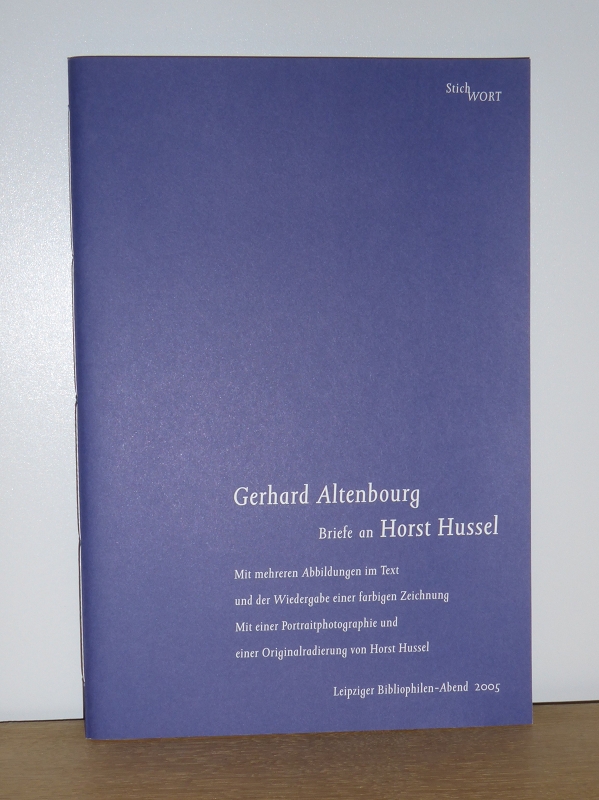 Stich
WORT
Gerhard Altenbourg
Briefe an Horst Hussel
Mit mehreren Abbildungen im Text
und der Wiedergabe einer farbigen Zeichnung
Mit einer Portraitphotographie und
einer Originalradierung von Horst Hussel
Leipziger Bibliophilen-Abend 2005